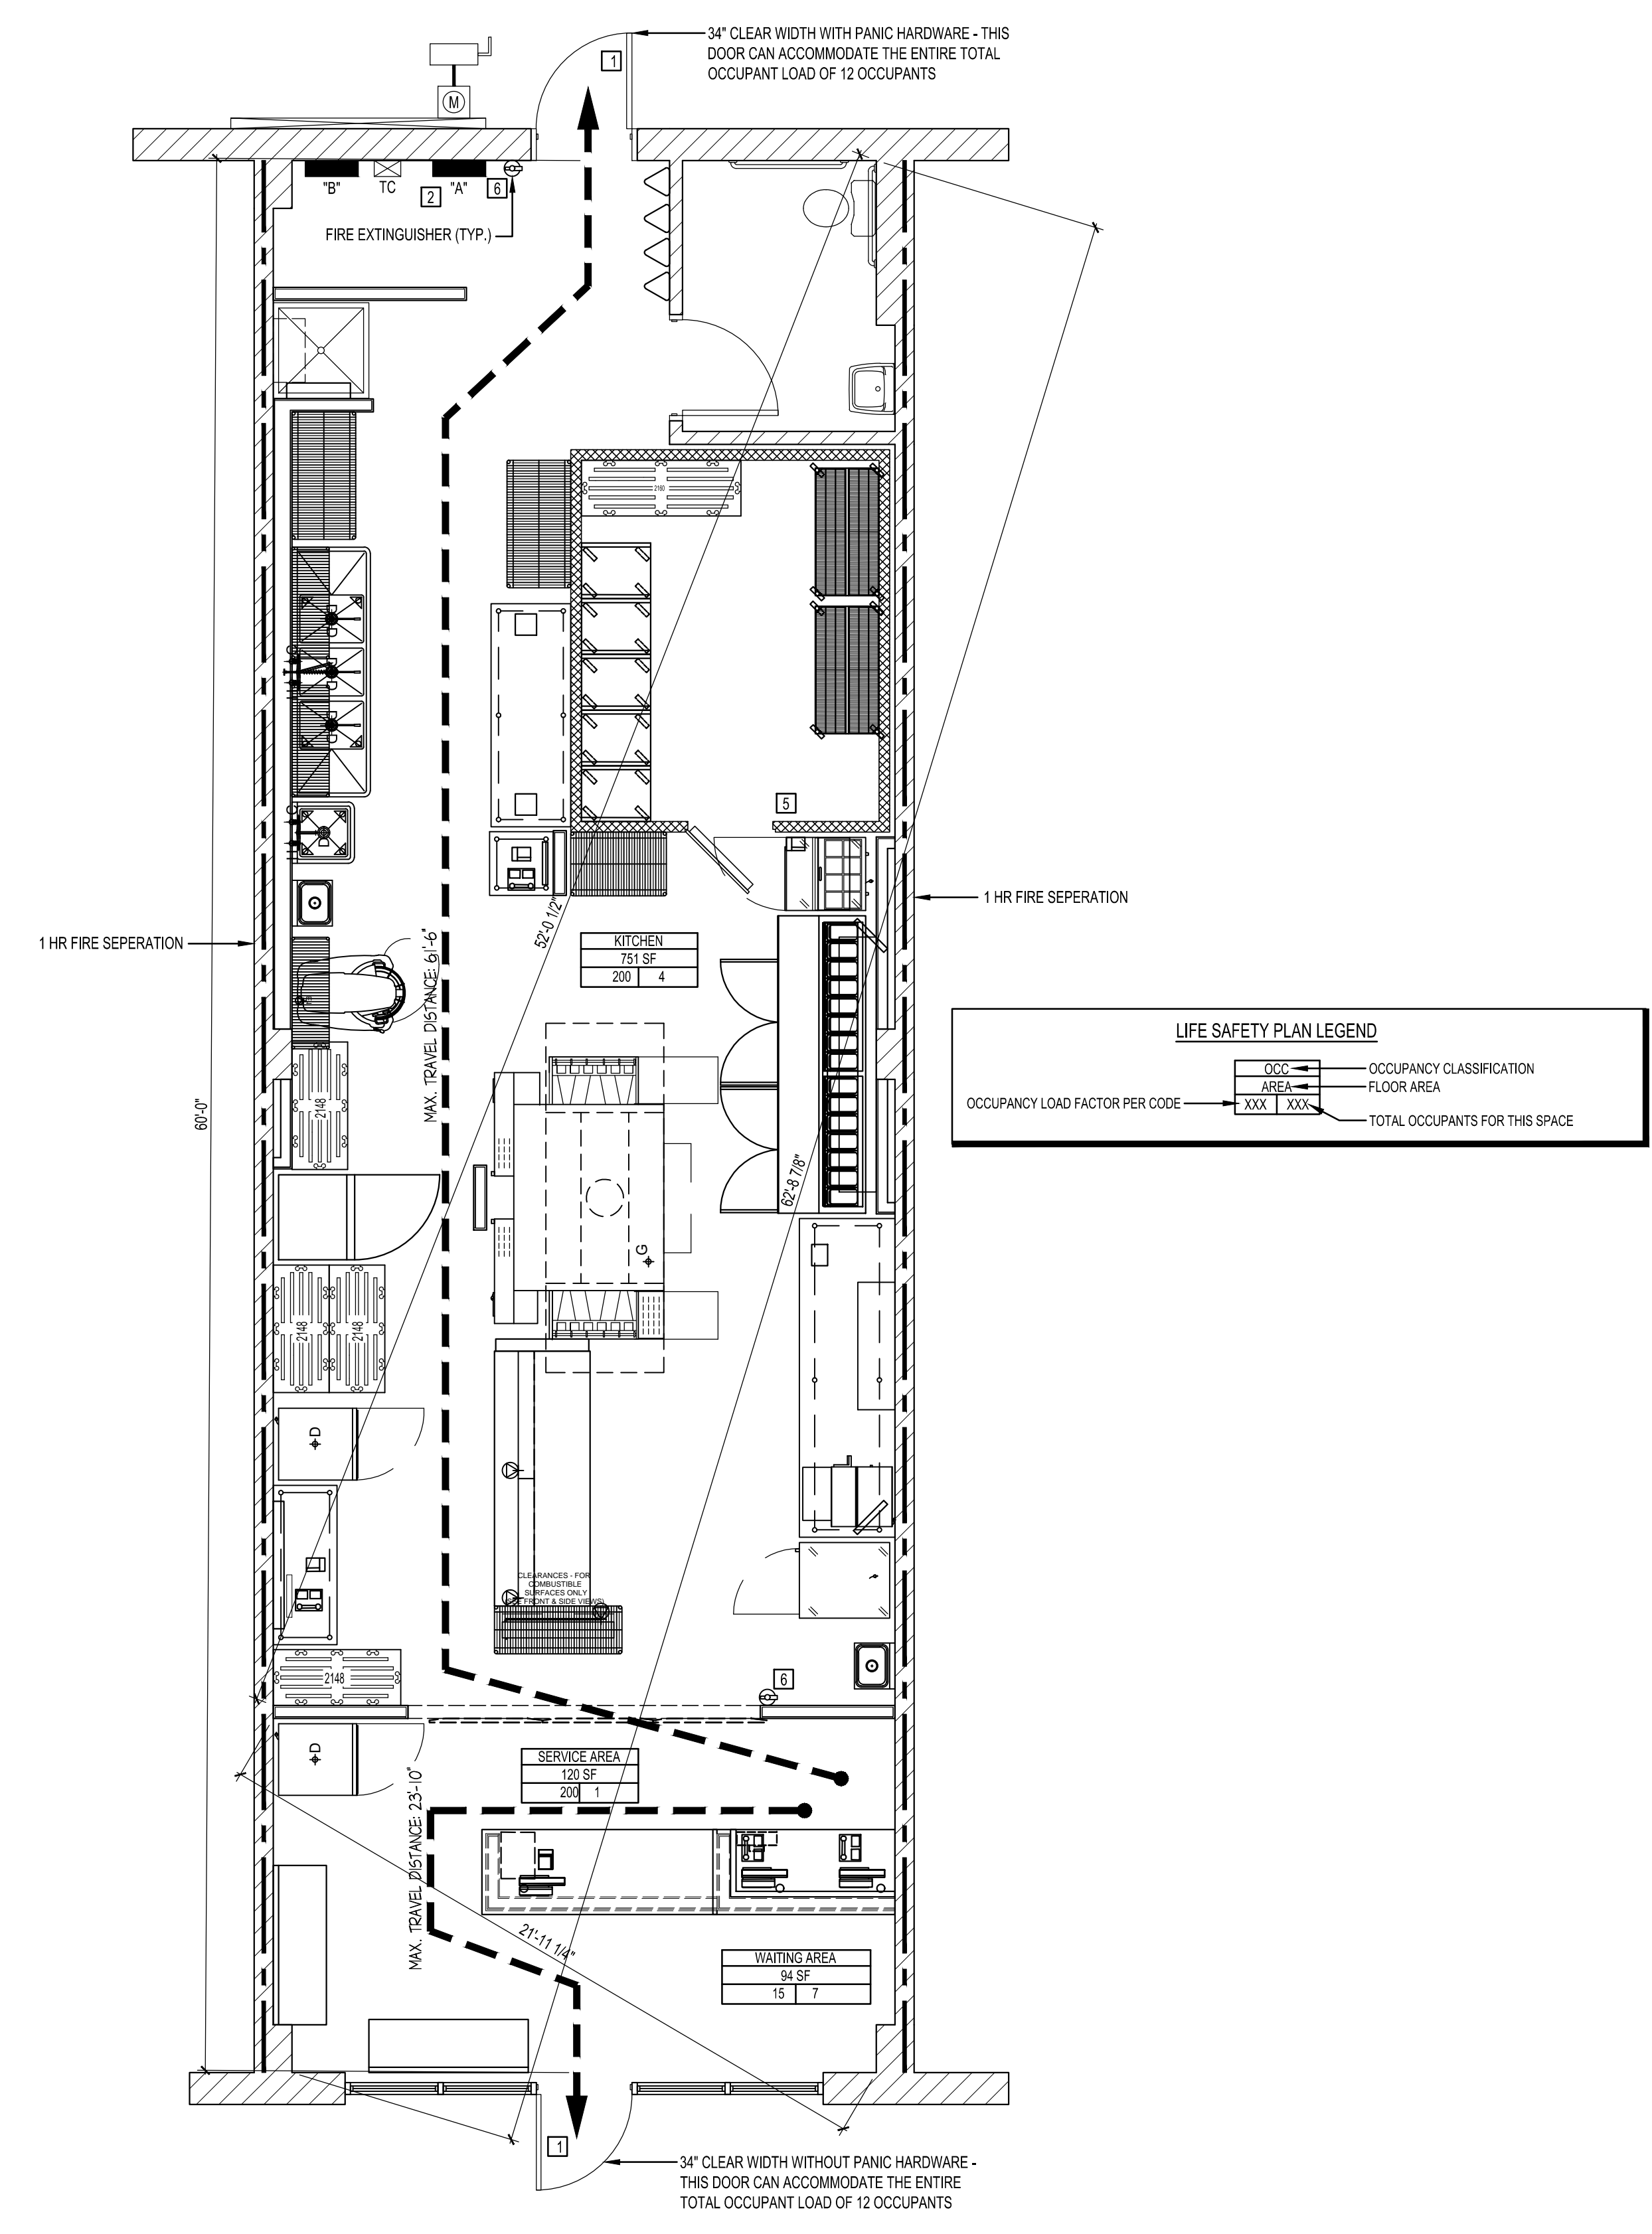 34" CLEAR WIDTH WITH PANIC HARDWARE - THIS
DOOR CAN ACCOMMODATE THE ENTIRE TOTAL
OCCUPANT LOAD OF 12 OCCUPANTS
1
M
"B"
TC
2
"A"
6
FIRE EXTINGUISHER (TYP.)
2160
5
1 HR FIRE SEPERATION
1 HR FIRE SEPERATION
52'-0 1/2"
KITCHEN
751 SF
200 4
MAX. TRAVEL DISTANCE: 61'-6"
60'-0"
2148
62'-8 7/8"
G
LIFE SAFETY PLAN LEGEND
OCC
OCCUPANCY CLASSIFICATION
AREA
FLOOR AREA
OCCUPANCY LOAD FACTOR PER CODE
XXX XXX
TOTAL OCCUPANTS FOR THIS SPACE
2148
2148
D
CLEARANCES - FOR
COMBUSTIBLE
SURFACES ONLY
FRONT & SIDE VIEWS)
2148
6
D
SERVICE AREA
120 SF
200 1
MAX. TRAVEL DISTANCE: 23'-10"
21'-11 1/4"
WAITING AREA
94 SF
15 7
1
34" CLEAR WIDTH WITHOUT PANIC HARDWARE -
THIS DOOR CAN ACCOMMODATE THE ENTIRE
TOTAL OCCUPANT LOAD OF 12 OCCUPANTS